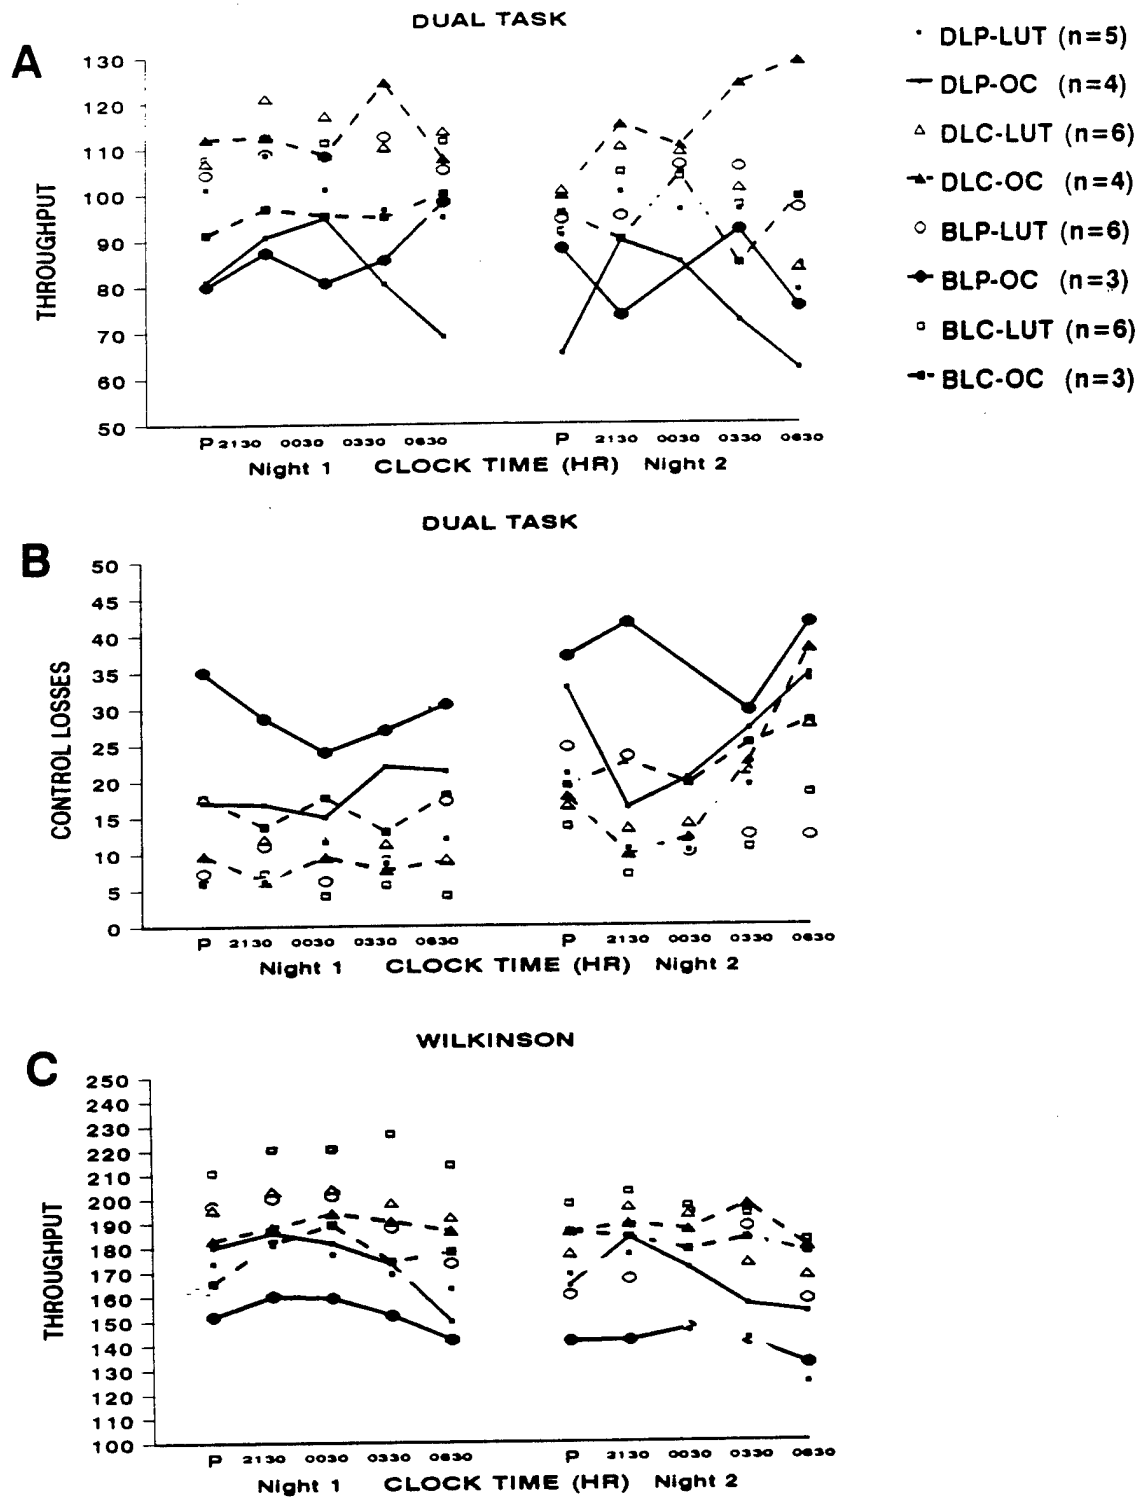 DUAL TASK
A
THROUGHPUT
130
120
110
100
90
80
70
60
50
P 2130 0030 0330 0630
P 2130 0030 0330 0630
Night 1 CLOCK TIME (HR) Night 2
DLP-LUT (n=5)
DLP-OC (n=4)
DLC-LUT (n=6)
DLC-OC (n=4)
BLP-LUT (n=6)
BLP-OC (n=3)
BLC-LUT (n=6)
BLC-OC (n=3)
DUAL TASK
B
CONTROL LOSSES
50
45
40
35
30
25
20
15
10
5
0
P 2130 0030 0330 0630
P 2130 0030 0330 0630
Night 1 CLOCK TIME (HR) Night 2
WILKINSON
C
THROUGHPUT
250
240
230
220
210
200
190
180
170
160
150
140
130
120
110
100
P 2130 0030 0330 0630
P 2130 0030 0330 0630
Night 1 CLOCK TIME (HR) Night 2